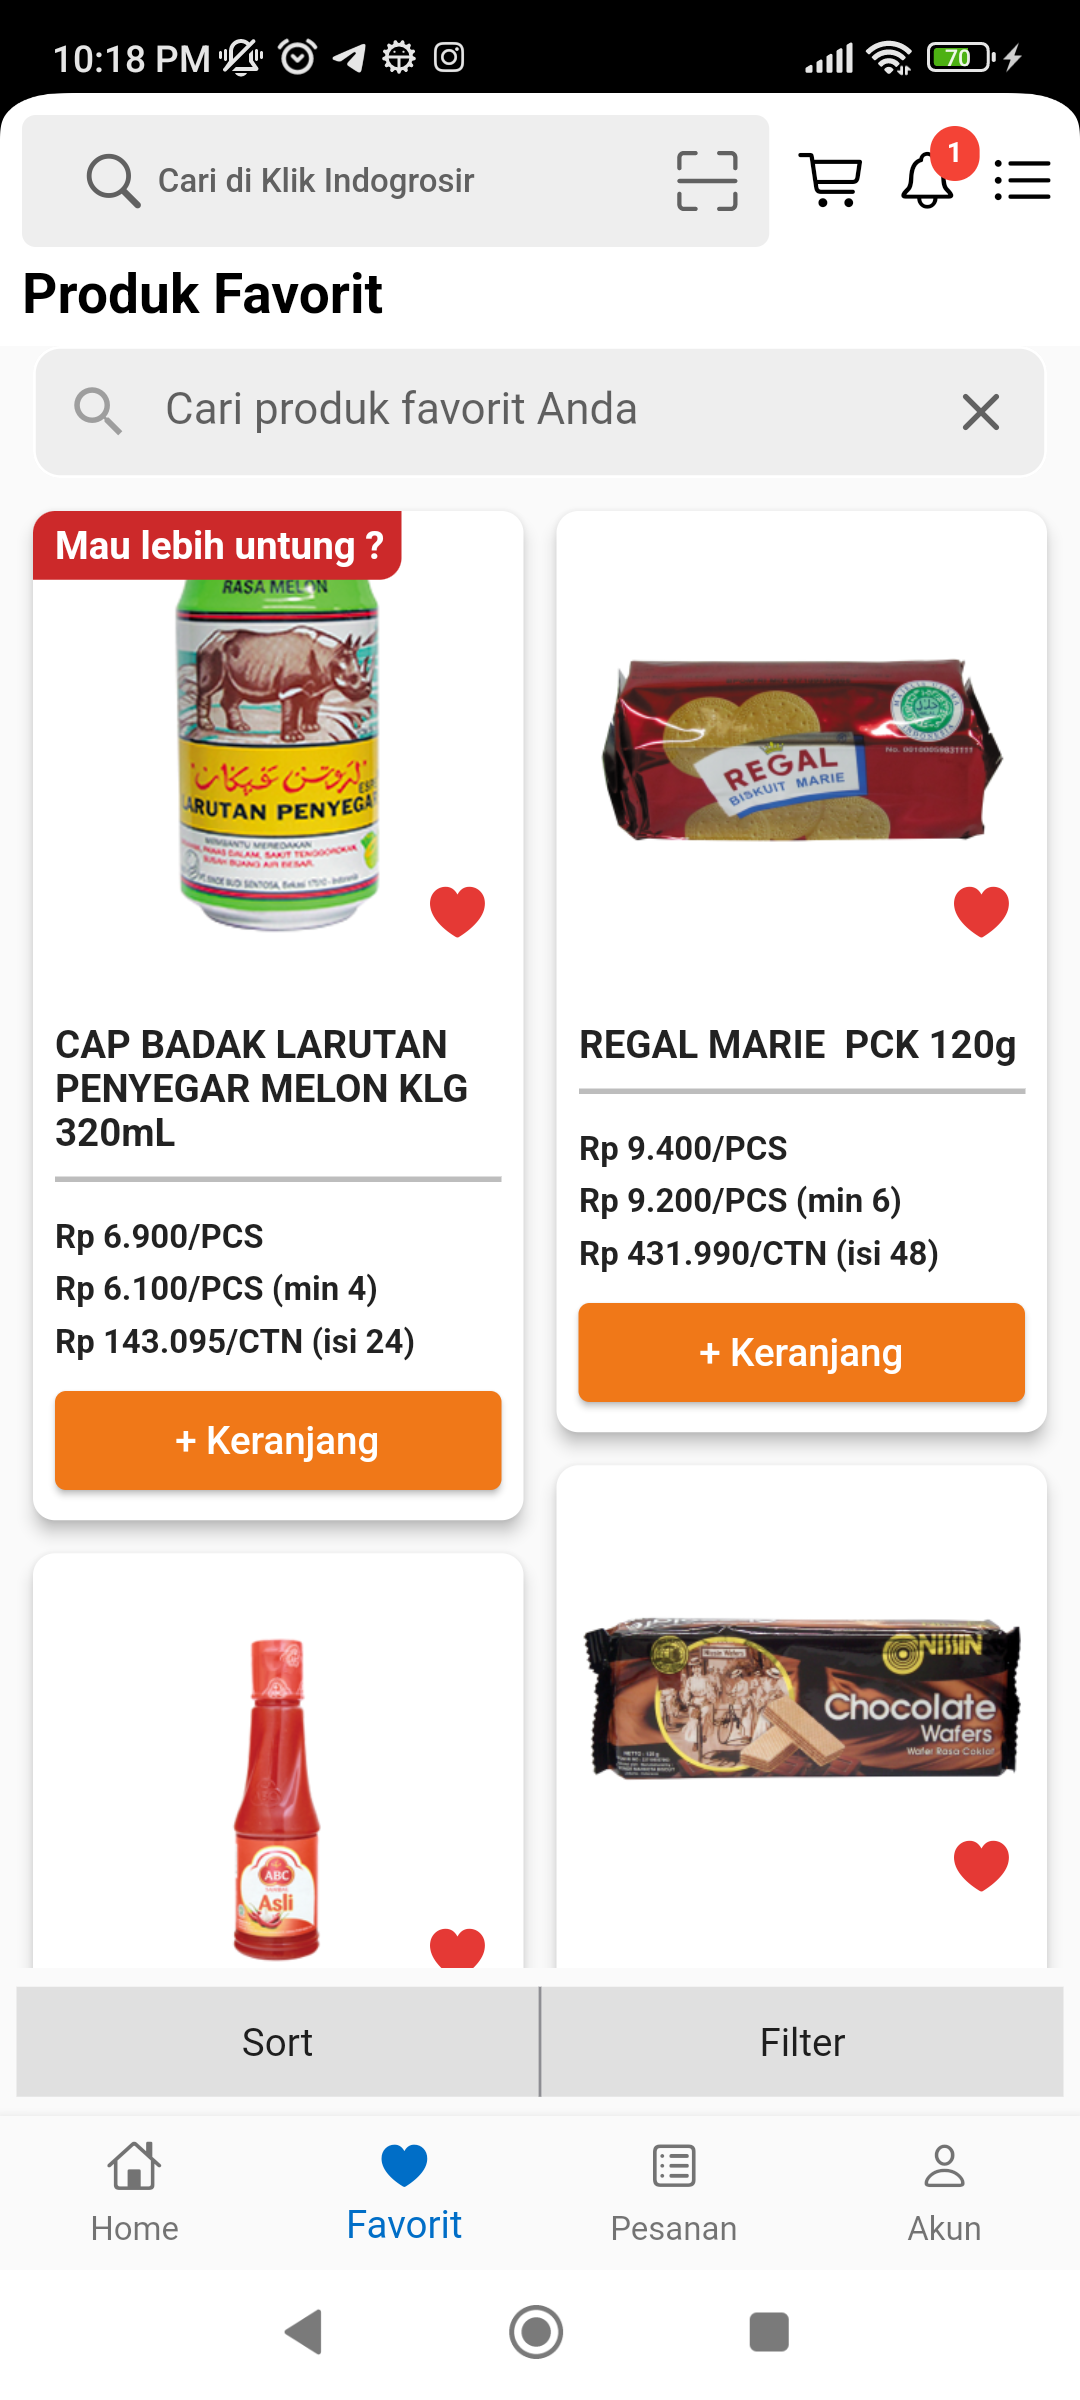 10:18 PM
70
Cari di Klik Indogrosir
1
Produk Favorit
Cari produk favorit Anda
Mau lebih untung ?
RASA MELON
LARUTAN PENYEGAR
MEMBANTU MEREDAKAN
REGAL
BISKUIT MARIE
CAP BADAK LARUTAN
PENYEGAR MELON KLG
320mL
Rp 6.900/PCS
Rp 6.100/PCS (min 4)
Rp 143.095/CTN (isi 24)
+ Keranjang
REGAL MARIE  PCK 120g
Rp 9.400/PCS
Rp 9.200/PCS (min 6)
Rp 431.990/CTN (isi 48)
+ Keranjang
ABC
Asli
NISSIN
Chocolate
Wafers
Wafer Rasa Coklat
Sort
Filter
Home
Favorit
Pesanan
Akun